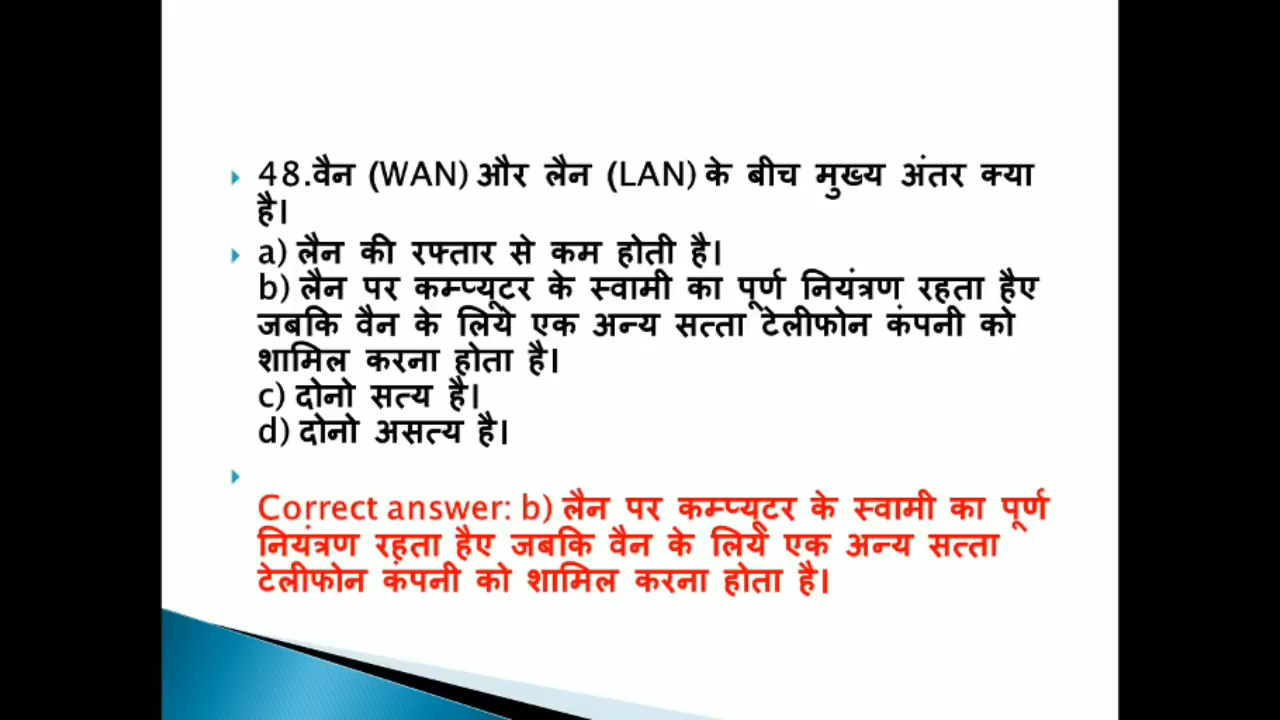 48.वैन (WAN) और लैन (LAN) के बीच मुख्य अंतर क्या
है।
a) लैन की रफ्तार से कम होती है।
b) लैन पर कम्प्यूटर के स्वामी का पूर्ण नियंत्रण रहता हैए
जबकि वैन के लिये एक अन्य सत्ता टेलीफोन कंपनी को
शामिल करना होता है।
c) दोनो सत्य है।
d) दोनो असत्य है।
Correct answer: b) लैन पर कम्प्यूटर के स्वामी का पूर्ण
नियंत्रण रहता हैए जबकि वैन के लिये एक अन्य सत्ता
टेलीफोन कंपनी को शामिल करना होता है।